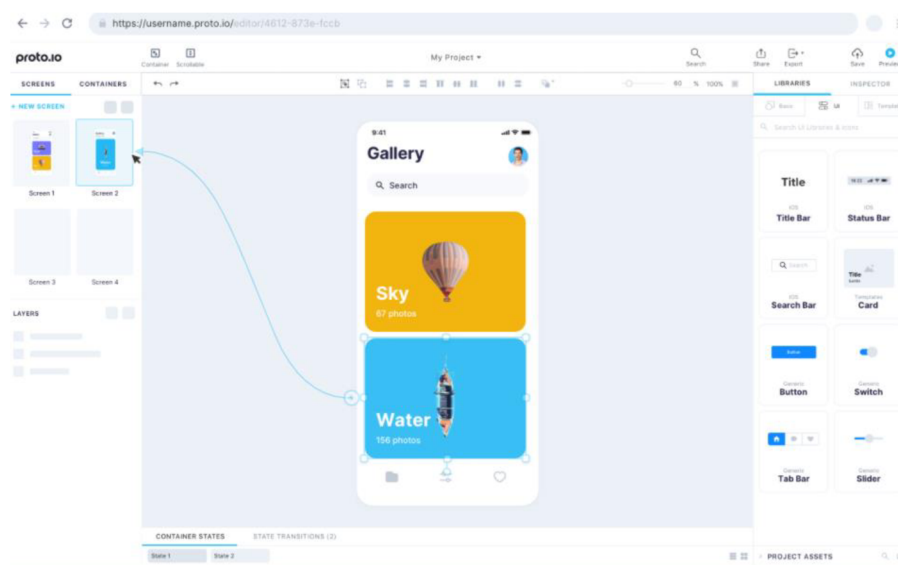 https://username.proto.io/editor/4612-873e-fccb
proto.io
Container
Scrollable
My Project
Search
Share
Export
Save
Preview
SCREENS
CONTAINERS
60
%
100%
LIBRARIES
INSPECTOR
+ NEW SCREEN
Basic
UI
Templat
Search UI Libraries & Icons
Screen 1
Screen 2
Screen 3
Screen 4
LAYERS
9:41
Gallery
Search
Sky
67 photos
Water
156 photos
Title
iOS
Title Bar
iOS
Status Bar
Search
iOS
Search Bar
Title
Templates
Card
Generic
Button
Generic
Switch
Generic
Tab Bar
Generic
Slider
CONTAINER STATES
STATE TRANSITIONS (2)
State 1
State 2
PROJECT ASSETS